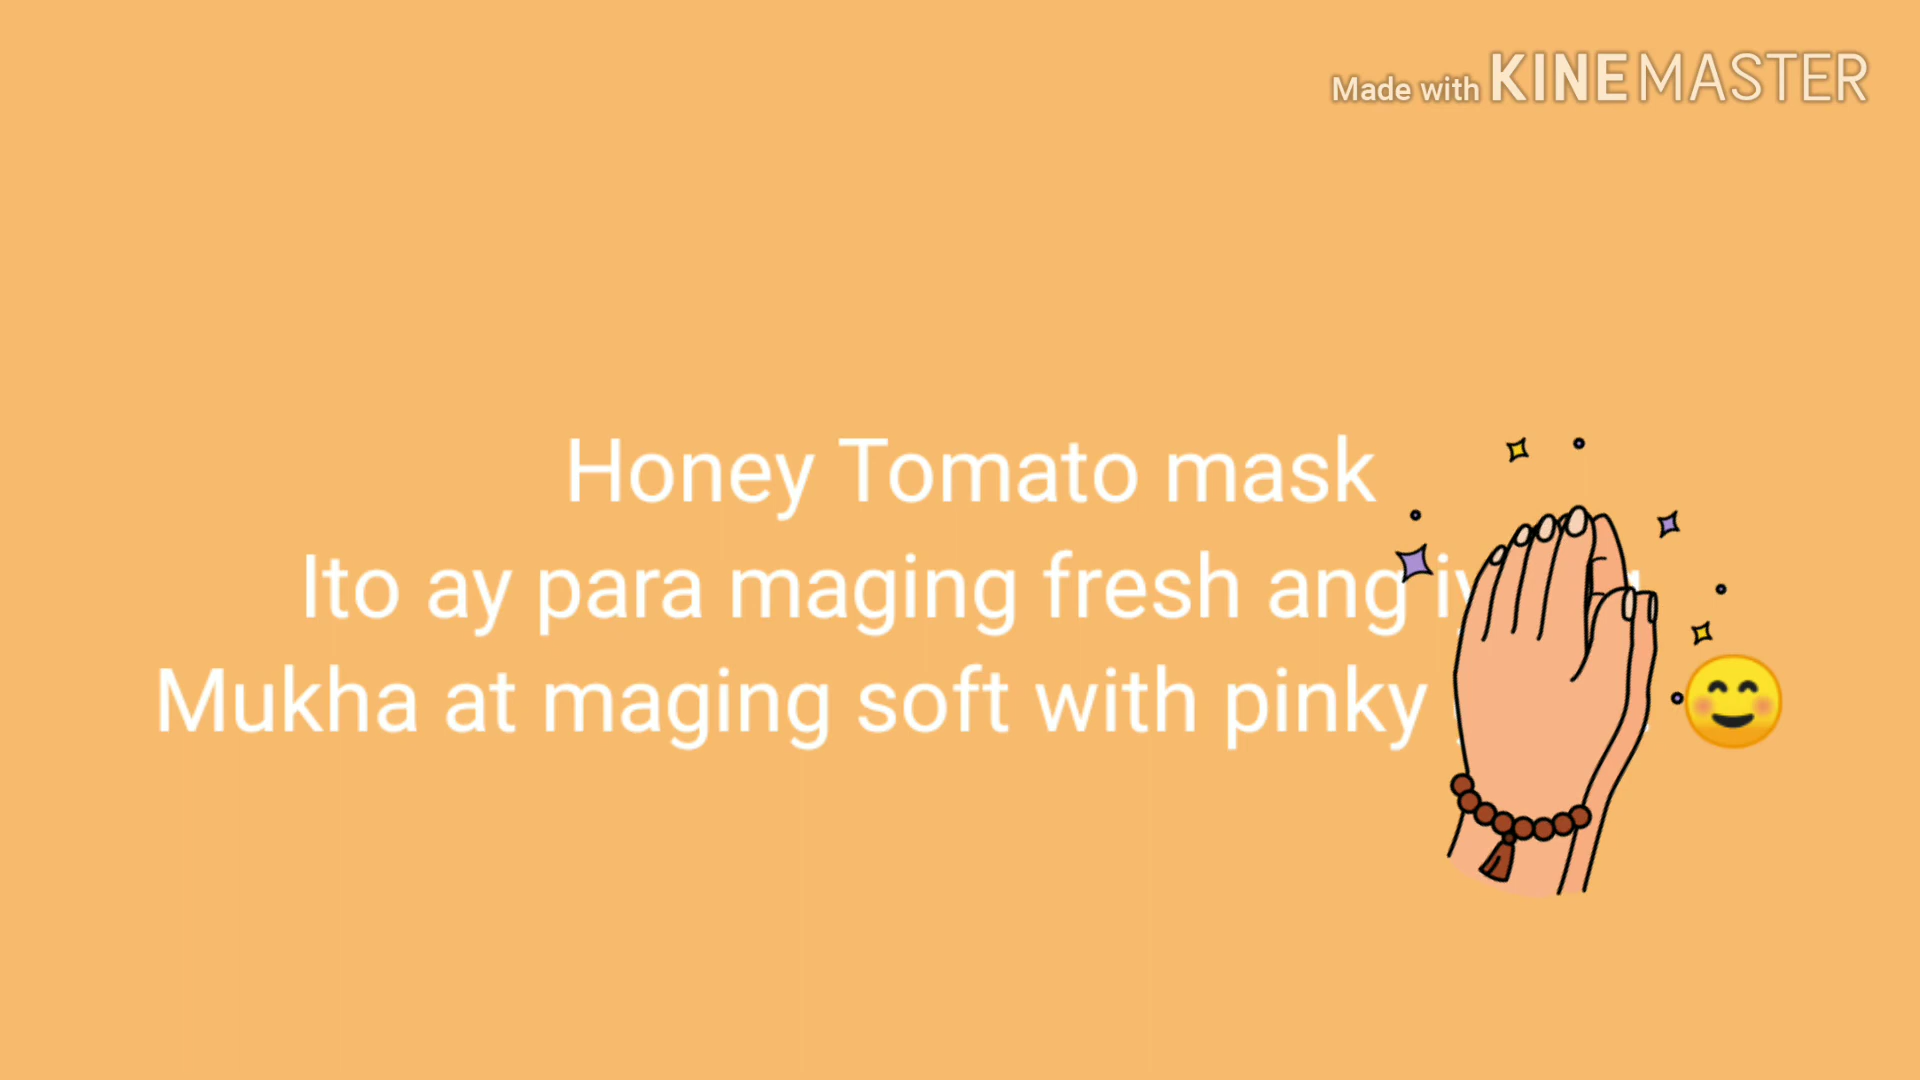 Made with KINEMASTER
Honey Tomato mask
Ito ay para maging fresh ang
Mukha at maging soft with pinky